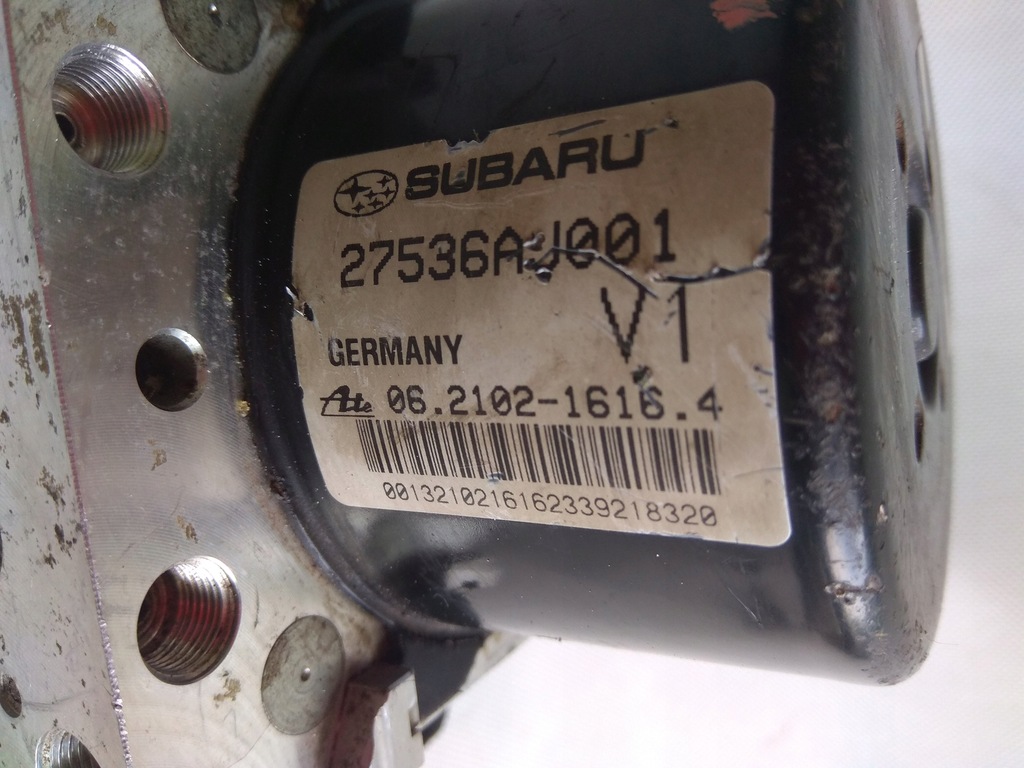 SUBARU
27536AJ001
V1
GERMANY
Ate 06.2102-1616.4
0013210216162339218320